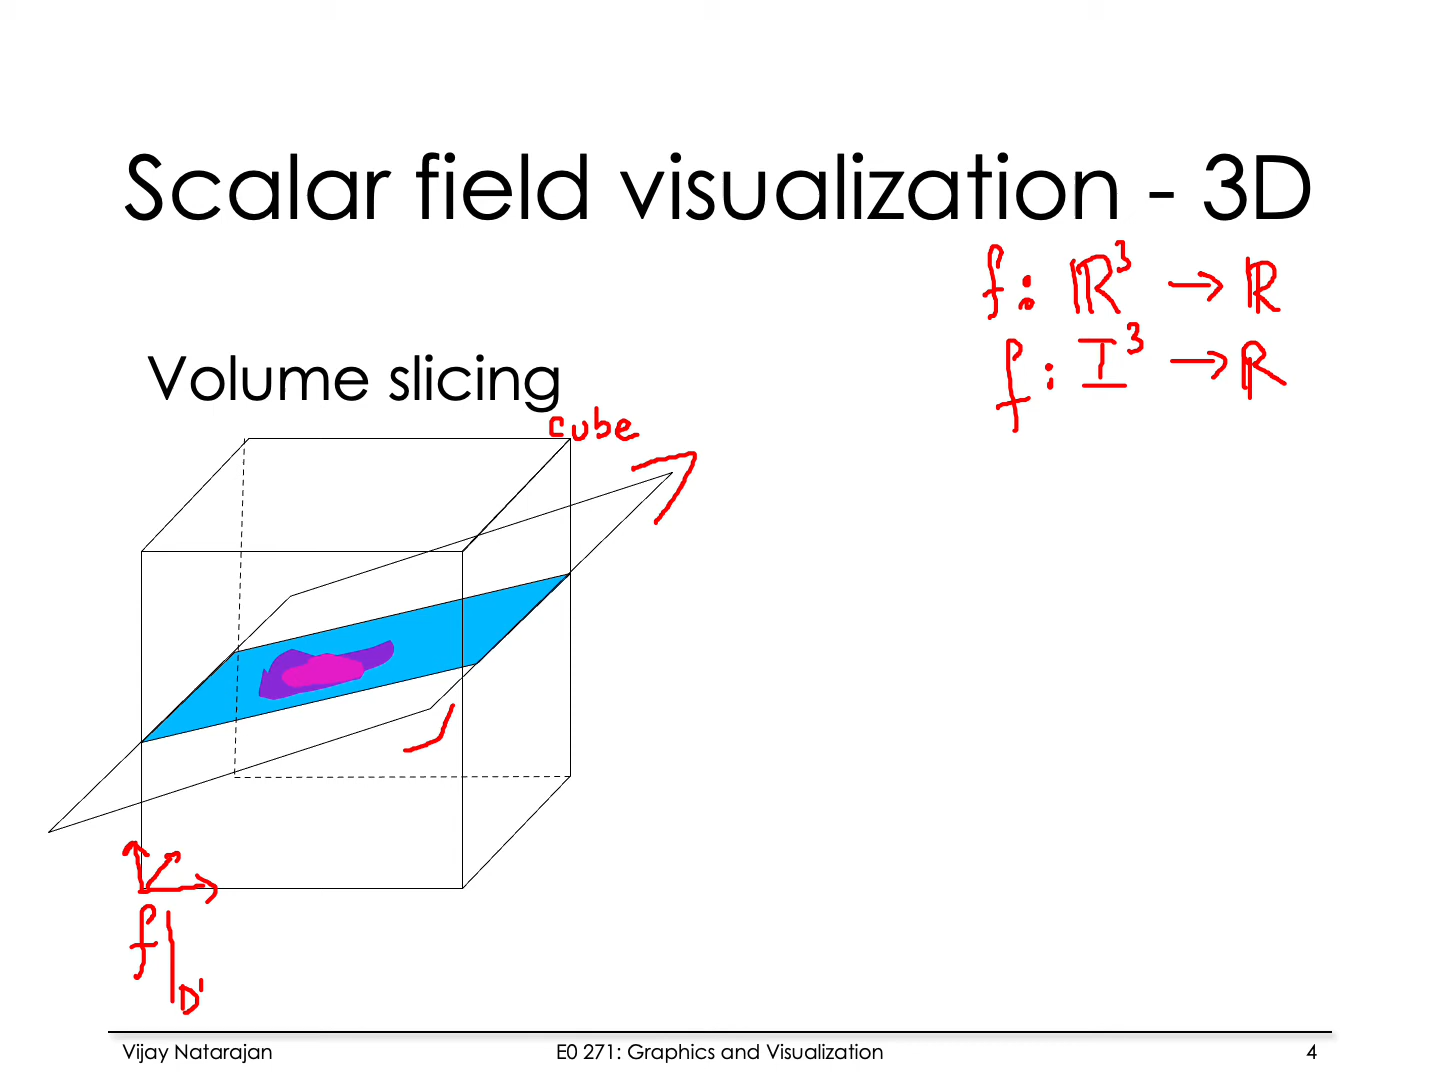 Scalar field visualization - 3D
f : ℝ³ → ℝ
f : I³ → ℝ
Volume slicing
cube
f|D'
Vijay Natarajan
E0 271: Graphics and Visualization
4